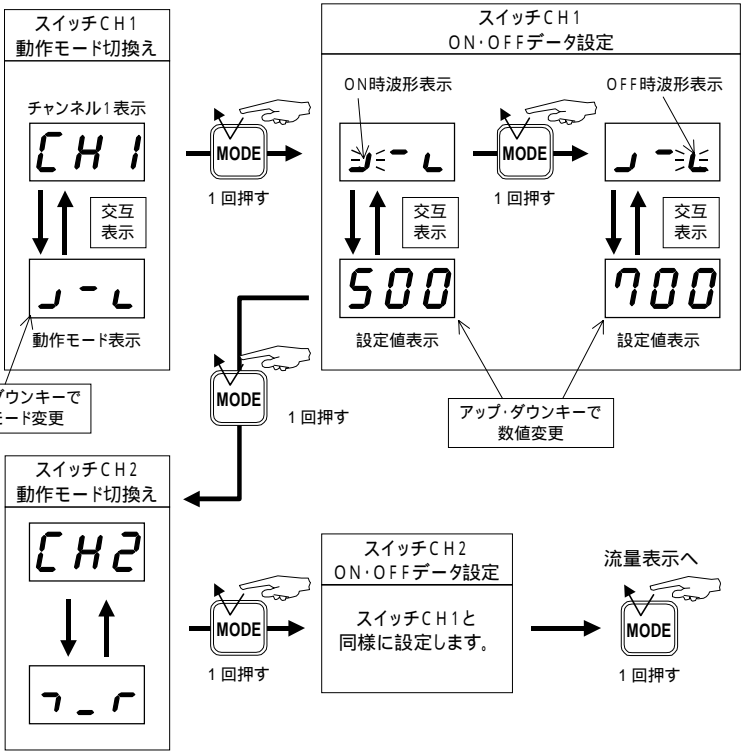 スイッチCH1
動作モード切換え
チャンネル1表示
CH1
交互
表示
動作モード表示
ダウンキーで
モード変更
MODE
1回押す
スイッチCH1
ON・OFFデータ設定
ON時波形表示
交互
表示
500
設定値表示
MODE
1回押す
OFF時波形表示
交互
表示
700
設定値表示
アップ・ダウンキーで
数値変更
MODE
1回押す
スイッチCH2
動作モード切換え
CH2
MODE
1回押す
スイッチCH2
ON・OFFデータ設定
スイッチCH1と
同様に設定します。
流量表示へ
MODE
1回押す